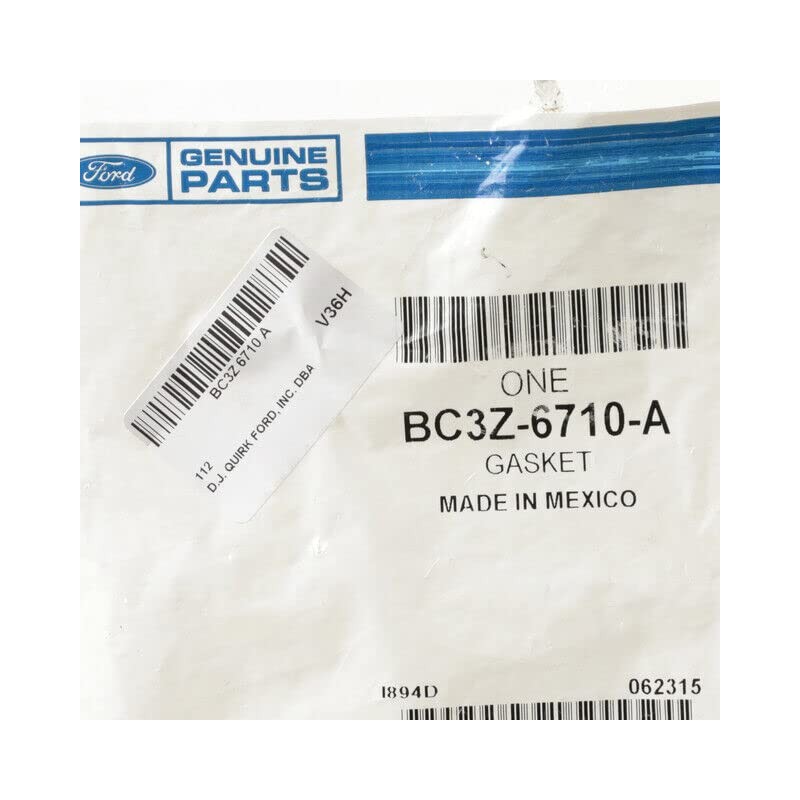 Ford
GENUINE
PARTS
BC3Z 6710 A
V36H
112
D.J. QUIRK FORD, INC. DBA
ONE
BC3Z-6710-A
GASKET
MADE IN MEXICO
I894D
062315